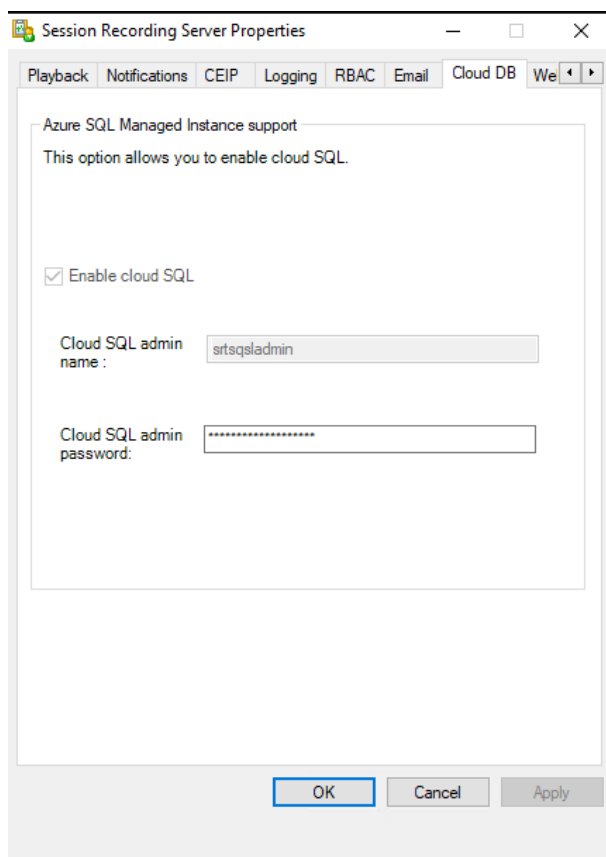 Session Recording Server Properties
Playback Notifications CEIP Logging RBAC Email Cloud DB We
Azure SQL Managed Instance support
This option allows you to enable cloud SQL.
Enable cloud SQL
Cloud SQL admin
name :
srtsqsladmin
Cloud SQL admin
password:
*******************
OK Cancel Apply